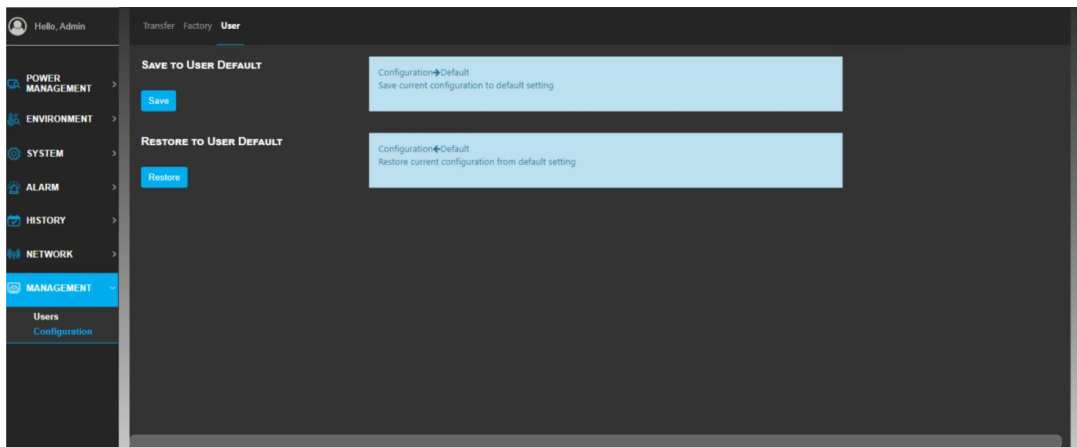 Hello, Admin
POWER
MANAGEMENT
ENVIRONMENT
SYSTEM
ALARM
HISTORY
NETWORK
MANAGEMENT
Users
Configuration
Transfer Factory User
SAVE TO USER DEFAULT
Save
Configuration→Default
Save current configuration to default setting
RESTORE TO USER DEFAULT
Restore
Configuration←Default
Restore current configuration from default setting